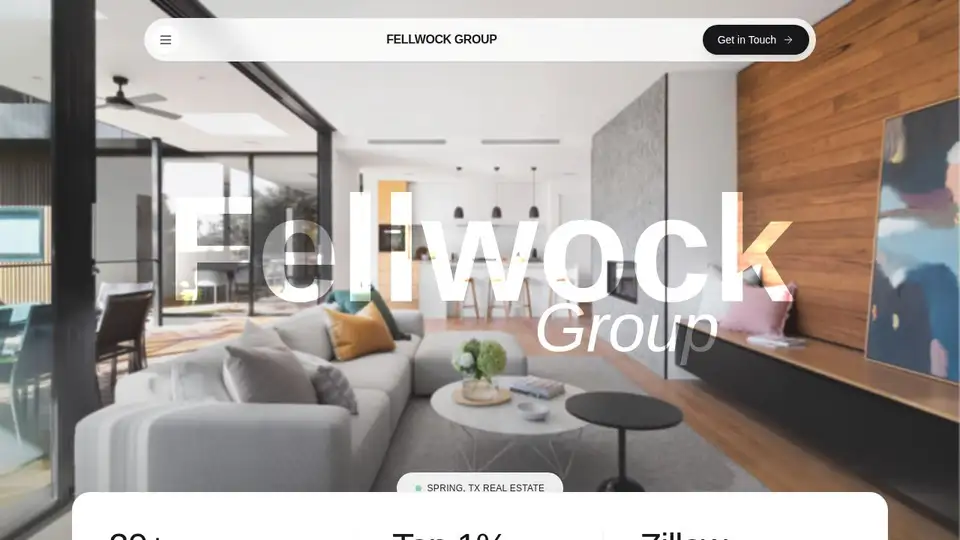 FELLWOCK GROUP
Get in Touch
Fellwock
Group
SPRING, TX REAL ESTATE
Top 1%
Zillow